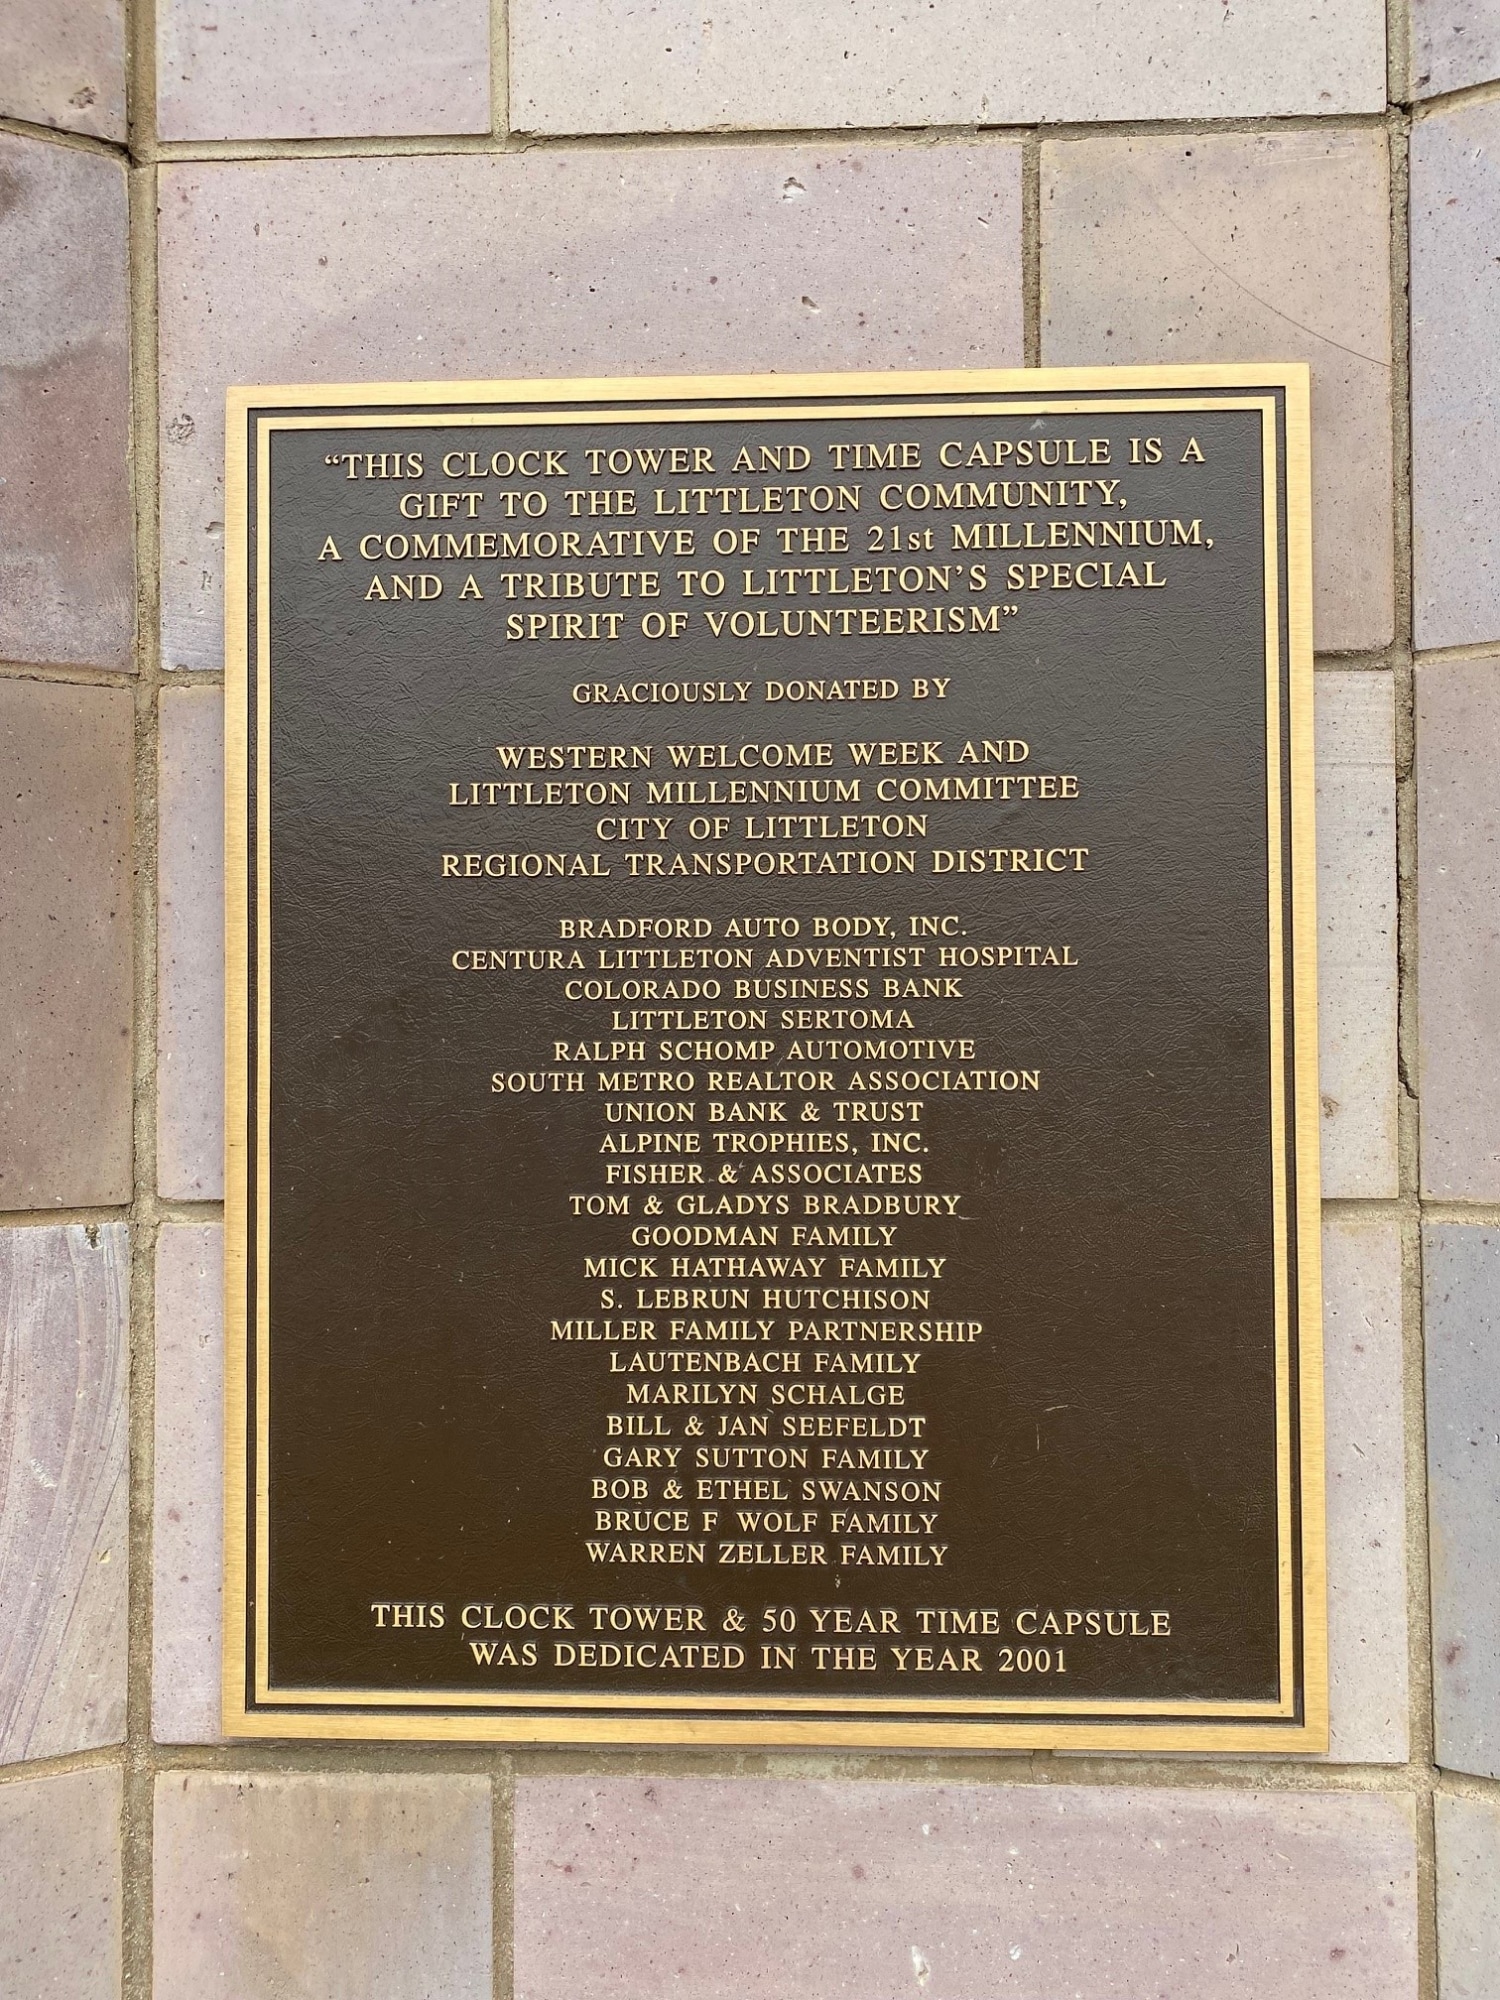 “THIS CLOCK TOWER AND TIME CAPSULE IS A
GIFT TO THE LITTLETON COMMUNITY,
A COMMEMORATIVE OF THE 21st MILLENNIUM,
AND A TRIBUTE TO LITTLETON’S SPECIAL
SPIRIT OF VOLUNTEERISM”
GRACIOUSLY DONATED BY
WESTERN WELCOME WEEK AND
LITTLETON MILLENNIUM COMMITTEE
CITY OF LITTLETON
REGIONAL TRANSPORTATION DISTRICT
BRADFORD AUTO BODY, INC.
CENTURA LITTLETON ADVENTIST HOSPITAL
COLORADO BUSINESS BANK
LITTLETON SERTOMA
RALPH SCHOMP AUTOMOTIVE
SOUTH METRO REALTOR ASSOCIATION
UNION BANK & TRUST
ALPINE TROPHIES, INC.
FISHER & ASSOCIATES
TOM & GLADYS BRADBURY
GOODMAN FAMILY
MICK HATHAWAY FAMILY
S. LEBRUN HUTCHISON
MILLER FAMILY PARTNERSHIP
LAUTENBACH FAMILY
MARILYN SCHALGE
BILL & JAN SEEFELDT
GARY SUTTON FAMILY
BOB & ETHEL SWANSON
BRUCE F WOLF FAMILY
WARREN ZELLER FAMILY
THIS CLOCK TOWER & 50 YEAR TIME CAPSULE
WAS DEDICATED IN THE YEAR 2001